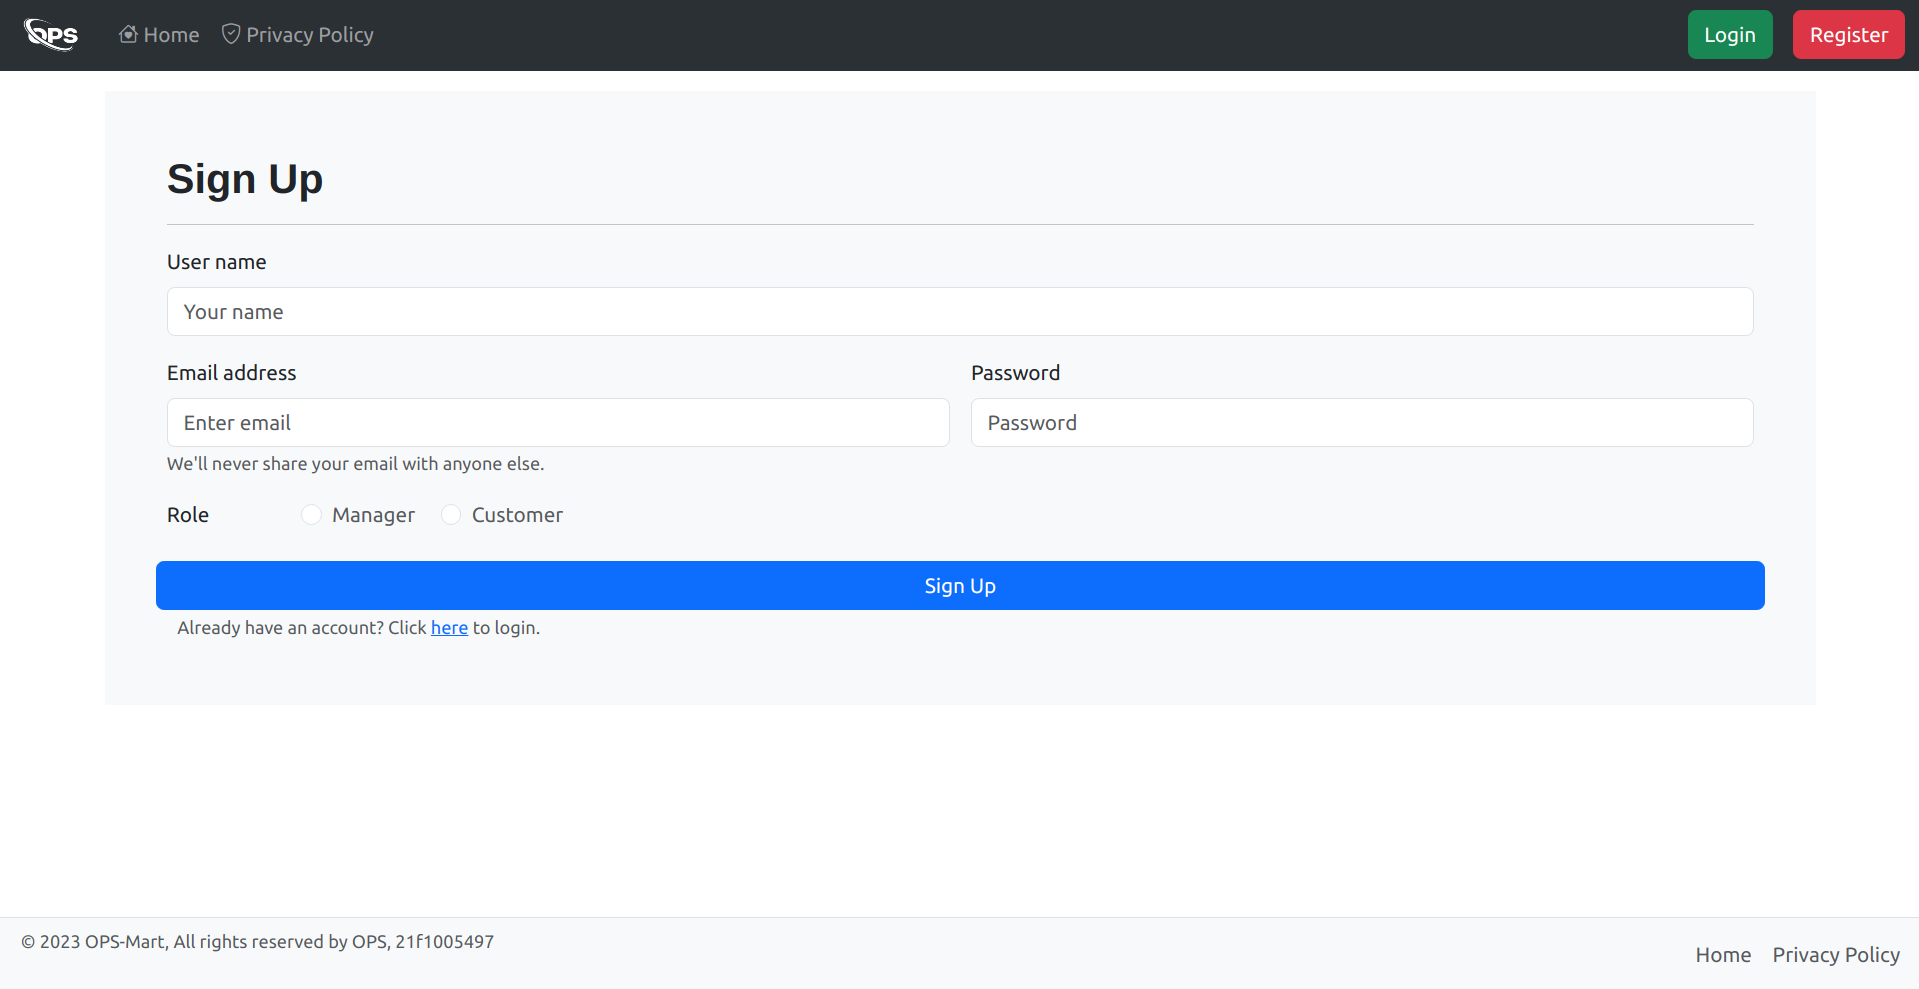 OPS Home Privacy Policy Login Register
Sign Up
User name
Your name
Email address Password
Enter email Password
We'll never share your email with anyone else.
Role Manager Customer
Sign Up
Already have an account? Click here to login.
© 2023 OPS-Mart, All rights reserved by OPS, 21f1005497
Home Privacy Policy